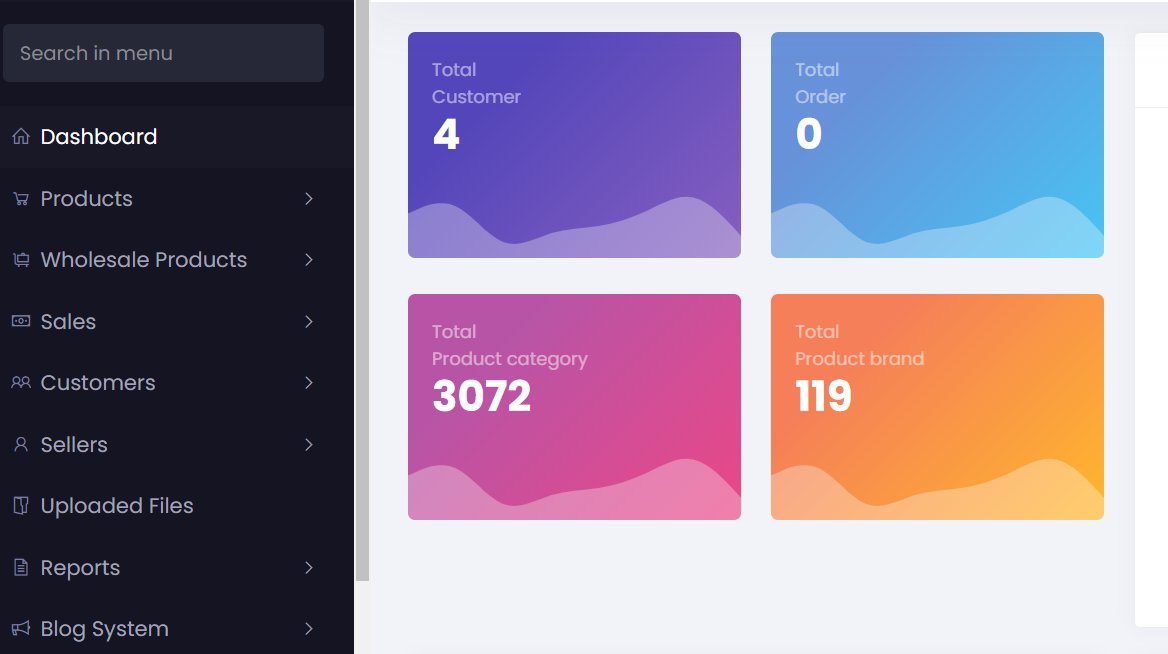 Search in menu
Dashboard
Products
Wholesale Products
Sales
Customers
Sellers
Uploaded Files
Reports
Blog System
Total
Customer
4
Total
Order
0
Total
Product category
3072
Total
Product brand
119